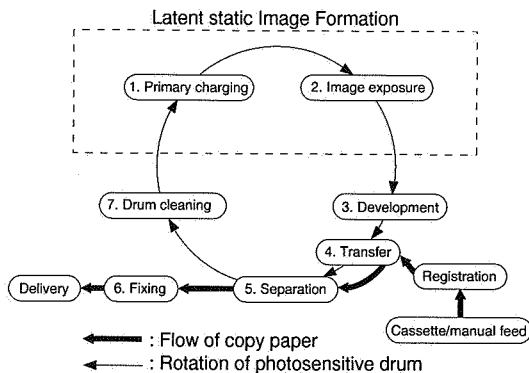 Latent static Image Formation
1. Primary charging
2. Image exposure
7. Drum cleaning
3. Development
4. Transfer
Registration
Delivery
6. Fixing
5. Separation
Cassette/manual feed
: Flow of copy paper
: Rotation of photosensitive drum